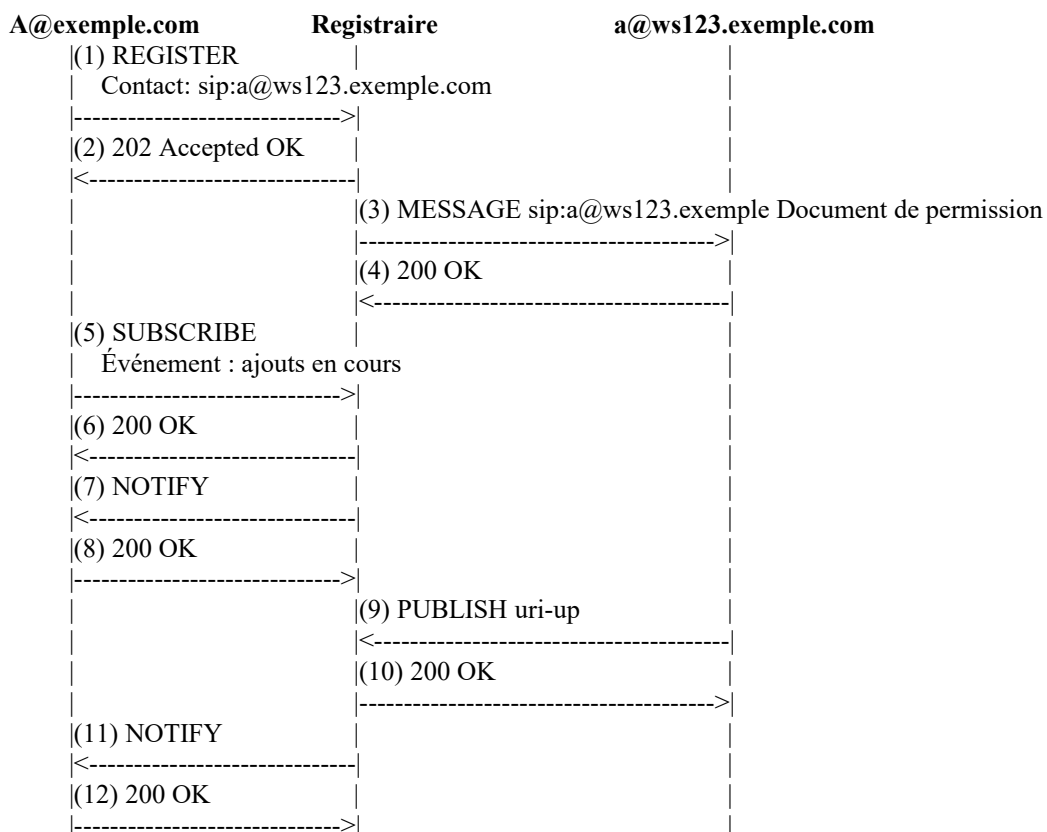 A@exemple.com Registraire a@ws123.exemple.com
|(1) REGISTER | |
| Contact: sip:a@ws123.exemple.com |
|------------------------------>| |
|(2) 202 Accepted OK | |
|<------------------------------| |
| |(3) MESSAGE sip:a@ws123.exemple Document de permission
| |---------------------------------------->|
| |(4) 200 OK |
| |<----------------------------------------|
|(5) SUBSCRIBE | |
| Événement : ajouts en cours |
|------------------------------>| |
|(6) 200 OK | |
|<------------------------------| |
|(7) NOTIFY | |
|<------------------------------| |
|(8) 200 OK | |
|------------------------------>| |
| |(9) PUBLISH uri-up |
| |<----------------------------------------|
| |(10) 200 OK |
| |---------------------------------------->|
|(11) NOTIFY | |
|<------------------------------| |
|(12) 200 OK | |
|------------------------------>| |